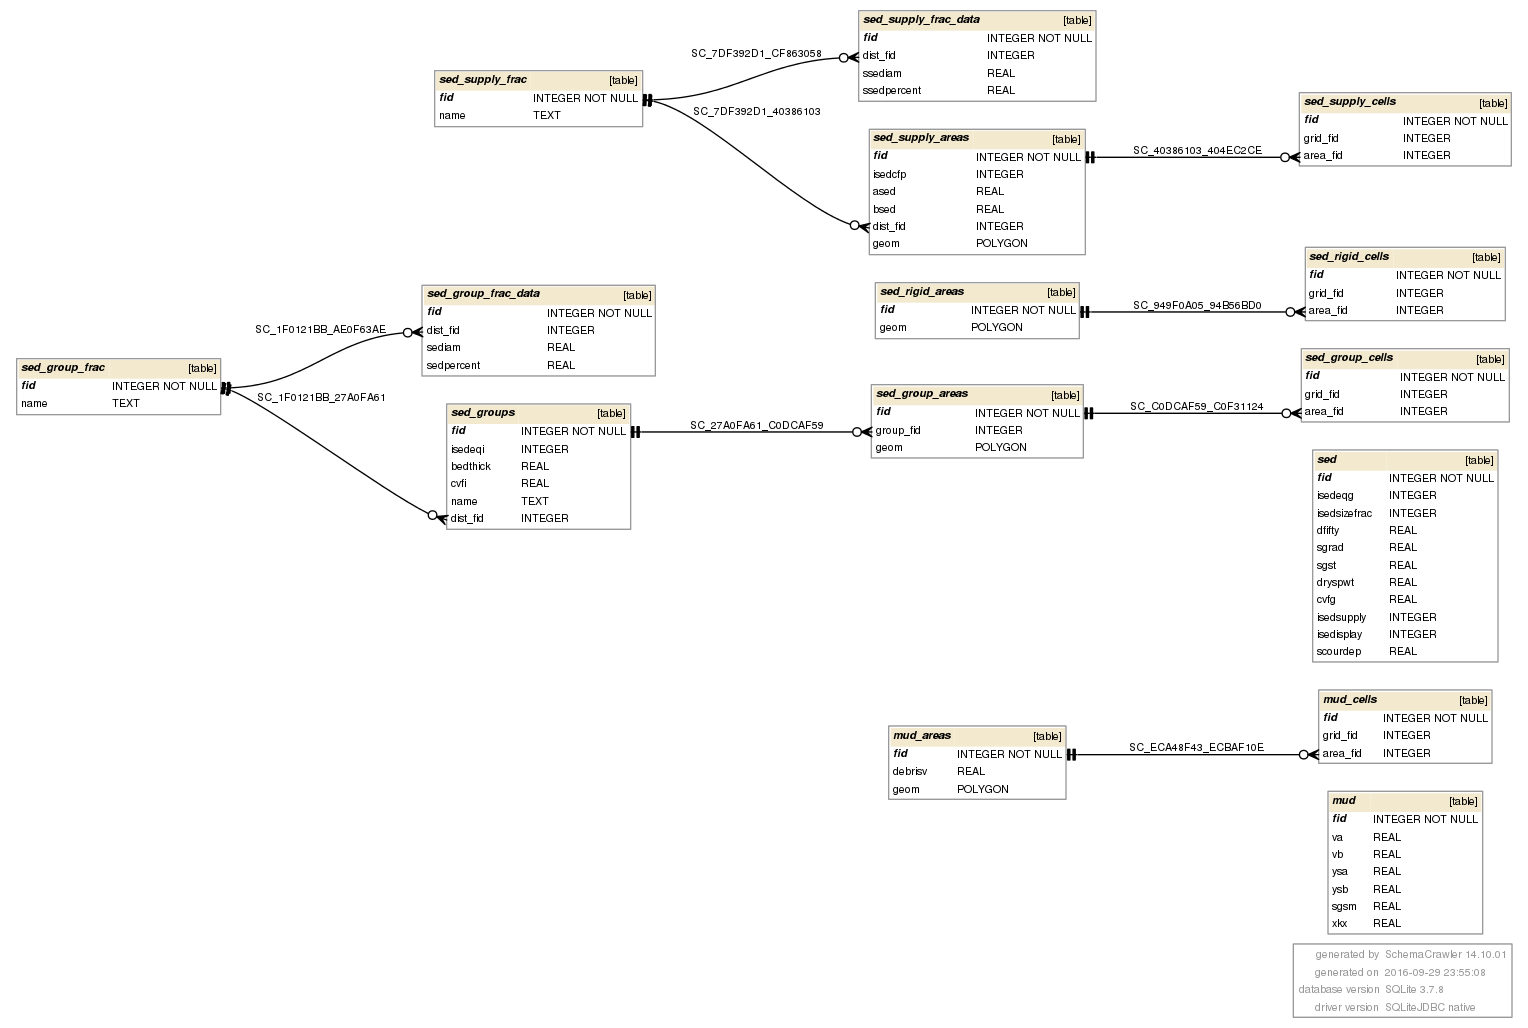 sed_supply_frac_data [table]
fid INTEGER NOT NULL
dist_fid INTEGER
ssediam REAL
ssedpercent REAL
SC_7DF392D1_CF863058
sed_supply_frac [table]
fid INTEGER NOT NULL
name TEXT
SC_7DF392D1_40386103
sed_supply_areas [table]
fid INTEGER NOT NULL
isedcfp INTEGER
ased REAL
bsed REAL
dist_fid INTEGER
geom POLYGON
SC_40386103_404EC2CE
sed_supply_cells [table]
fid INTEGER NOT NULL
grid_fid INTEGER
area_fid INTEGER
sed_rigid_areas [table]
fid INTEGER NOT NULL
geom POLYGON
SC_949F0A05_94B56BD0
sed_rigid_cells [table]
fid INTEGER NOT NULL
grid_fid INTEGER
area_fid INTEGER
sed_group_frac_data [table]
fid INTEGER NOT NULL
dist_fid INTEGER
sediam REAL
sedpercent REAL
SC_1F0121BB_AE0F63AE
sed_group_frac [table]
fid INTEGER NOT NULL
name TEXT
SC_1F0121BB_27A0FA61
sed_groups [table]
fid INTEGER NOT NULL
isedeqi INTEGER
bedthick REAL
cvfi REAL
name TEXT
dist_fid INTEGER
SC_27A0FA61_C0DCAF59
sed_group_areas [table]
fid INTEGER NOT NULL
group_fid INTEGER
geom POLYGON
SC_C0DCAF59_C0F31124
sed_group_cells [table]
fid INTEGER NOT NULL
grid_fid INTEGER
area_fid INTEGER
sed [table]
fid INTEGER NOT NULL
isedeqg INTEGER
isedsizefrac INTEGER
dfifty REAL
sgrad REAL
sgst REAL
dryspwt REAL
cvfg REAL
isedsupply INTEGER
isedisplay INTEGER
scourdep REAL
mud_areas [table]
fid INTEGER NOT NULL
debrisv REAL
geom POLYGON
SC_ECA48F43_ECBAF10E
mud_cells [table]
fid INTEGER NOT NULL
grid_fid INTEGER
area_fid INTEGER
mud [table]
fid INTEGER NOT NULL
va REAL
vb REAL
ysa REAL
ysb REAL
sgsm REAL
xkx REAL
generated by SchemaCrawler 14.10.01
generated on 2016-09-29 23:55:08
database version SQLite 3.7.8
driver version SQLiteJDBC native